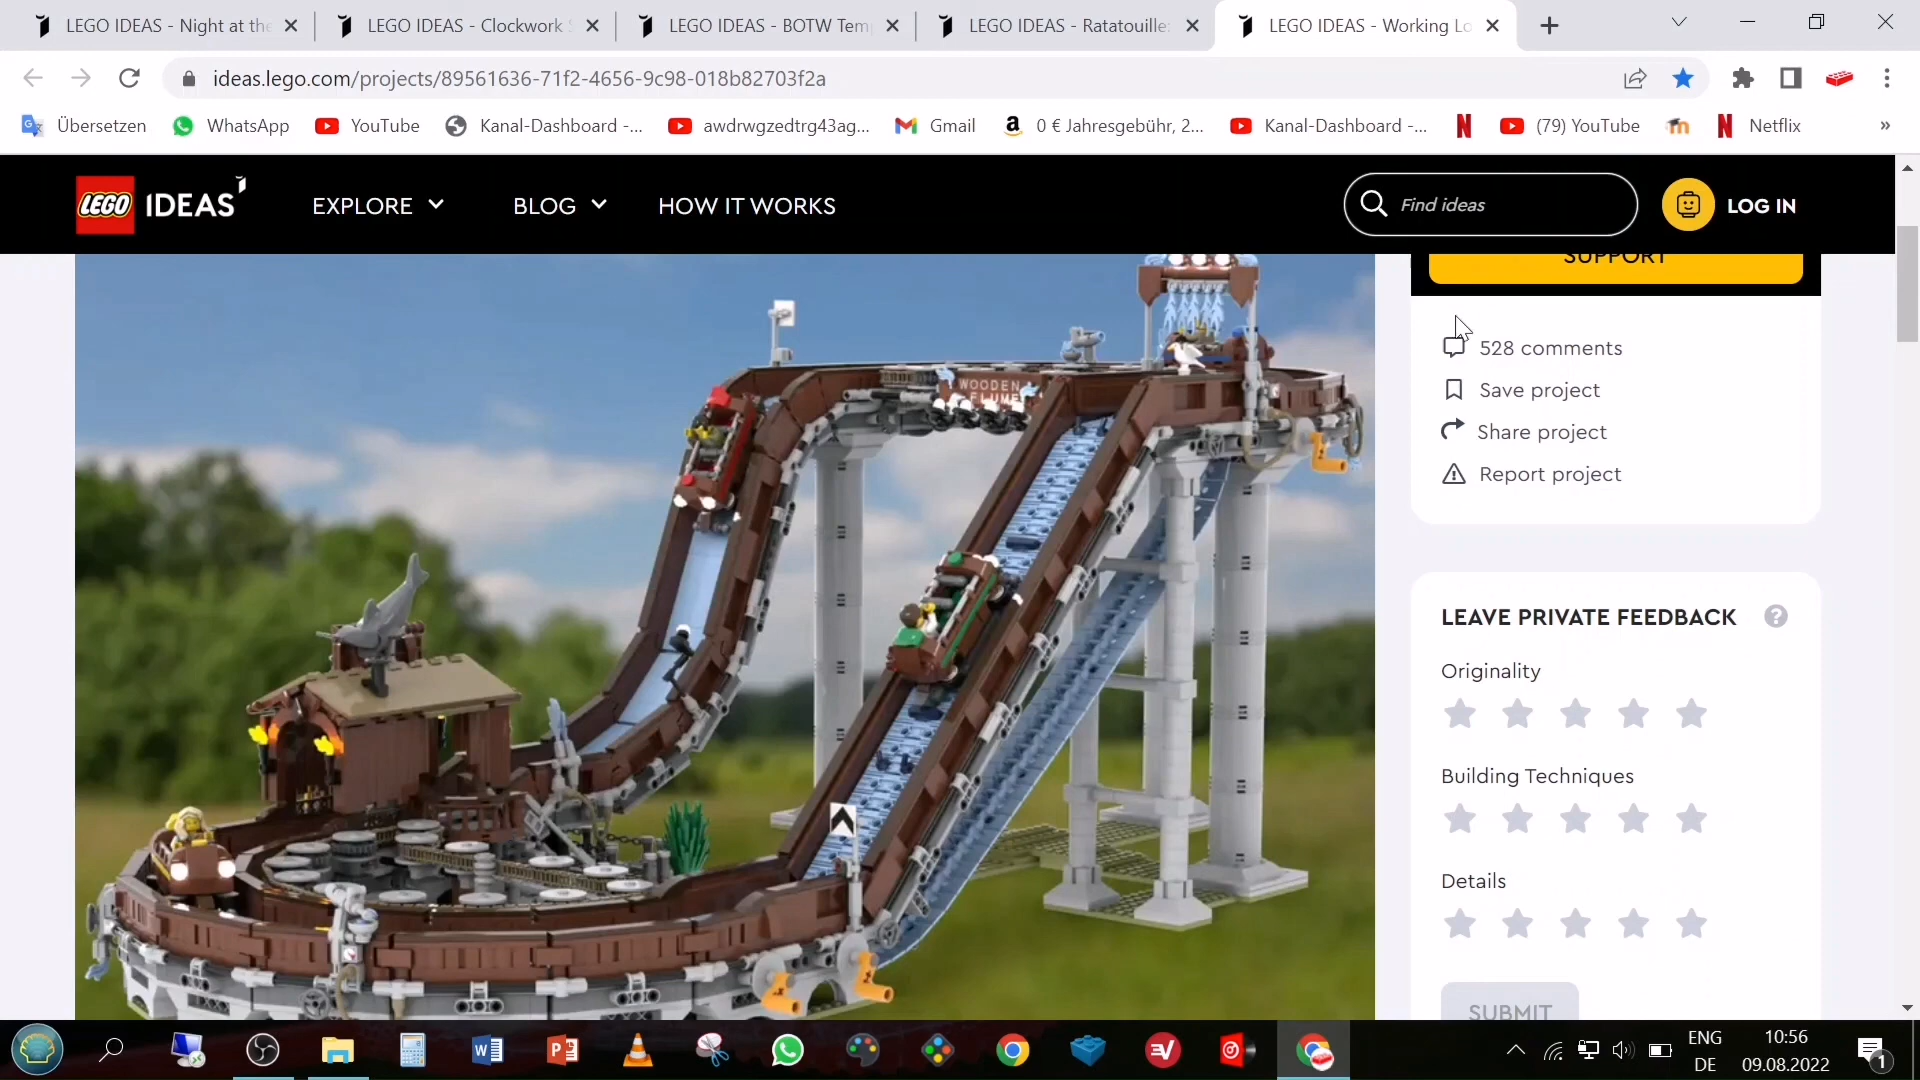 LEGO IDEAS - Night at the
LEGO IDEAS - Clockwork S
LEGO IDEAS - BOTW Temp
LEGO IDEAS - Ratatouille:
LEGO IDEAS - Working Lo
ideas.lego.com/projects/89561636-71f2-4656-9c98-018b82703f2a
Übersetzen
WhatsApp
YouTube
Kanal-Dashboard -...
awdrwgzedtrg43ag...
Gmail
0 € Jahresgebühr, 2...
Kanal-Dashboard -...
(79) YouTube
Netflix
»
LEGO IDEAS
EXPLORE
BLOG
HOW IT WORKS
Find ideas
LOG IN
SUPPORT
528 comments
Save project
Share project
Report project
WOODEN
FLUME
LEAVE PRIVATE FEEDBACK ?
Originality
Building Techniques
Details
SUBMIT
ENG
DE
10:56
09.08.2022
1